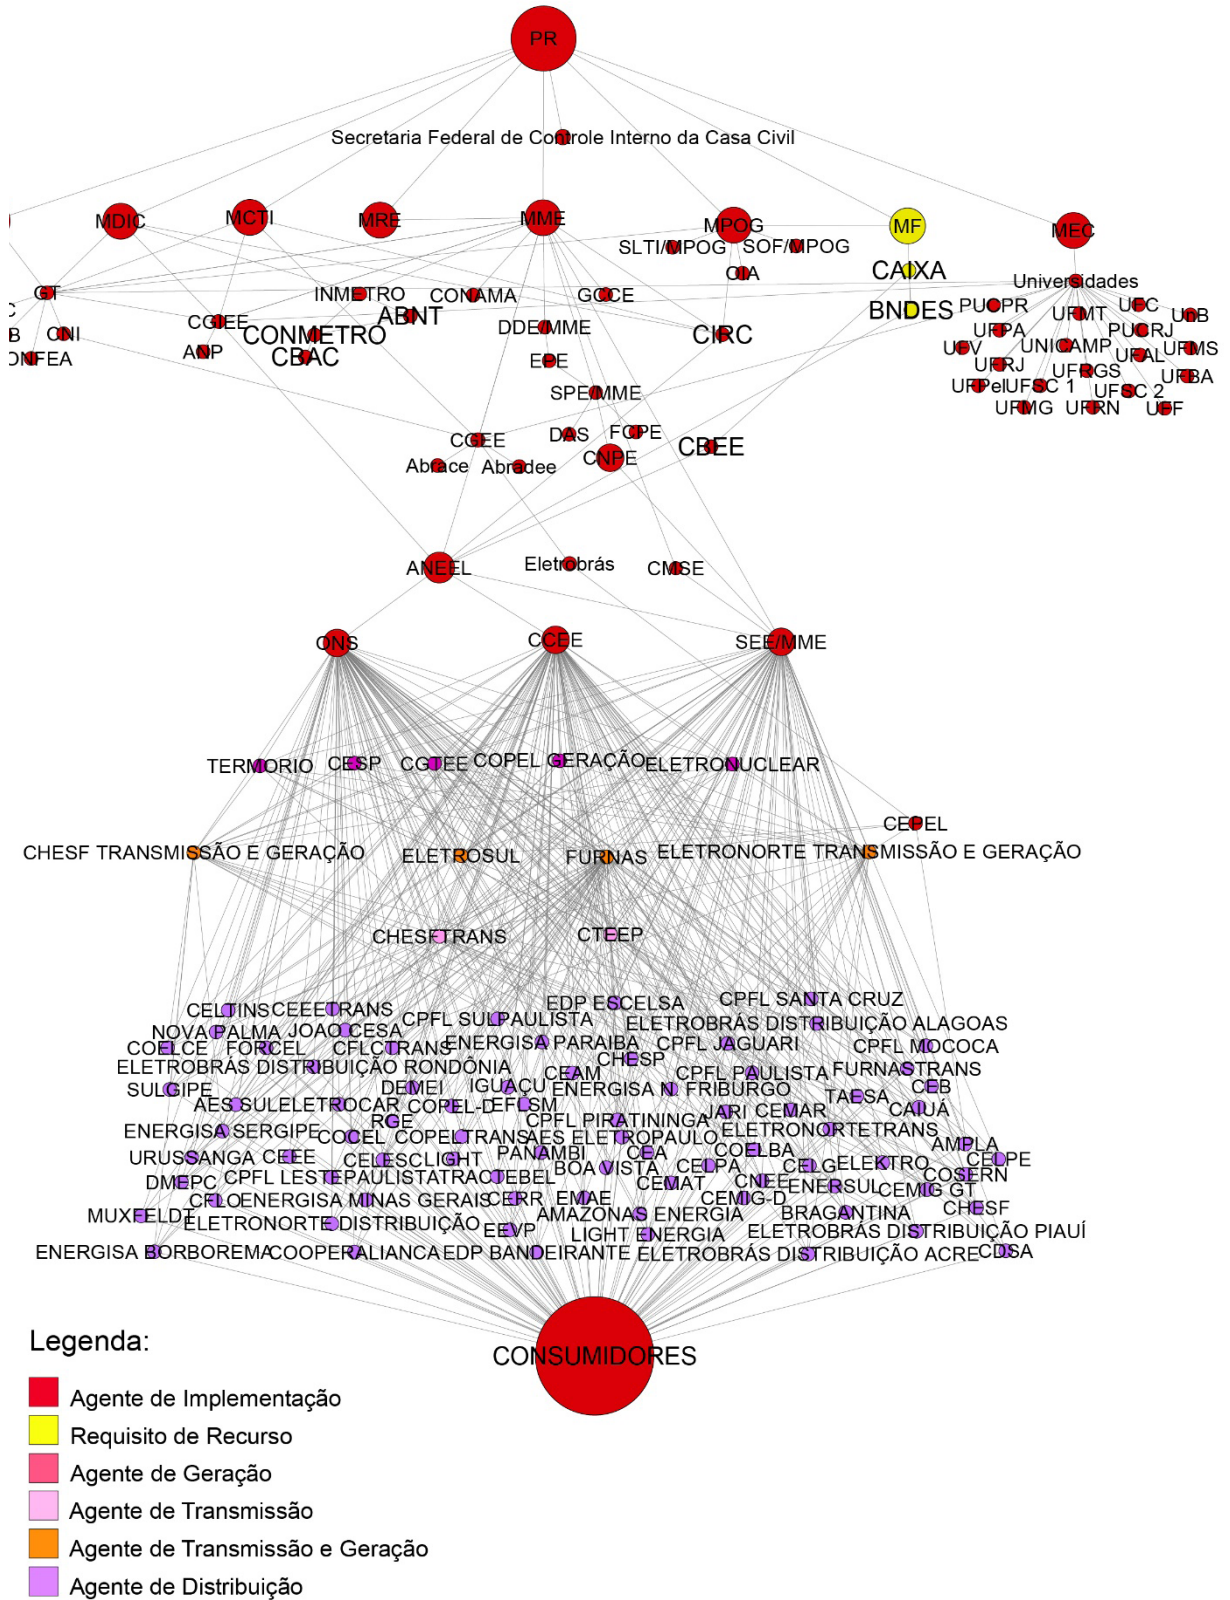 PR
Secretaria Federal de Controle Interno da Casa Civil
MDIC
MCTI
MRE
MME
MPOG
MF
MEC
SLTI/MPOG
SOF/MPOG
CAIXA
Universidades
GT
INMETRO
CONAMA
GCCE
BNDES
PUCPR
UFMT
UFC
UnB
C
CGIEE
ABNT
DDE/MME
CIRC
UFPA
PUCRJ
B
CNI
CONMETRO
UFV
UNICAMP
UFAL
UFMS
ONFEA
ANP
CBAC
EPE
UFRJ
UFRGS
UFBA
SPE/MME
UFPel
UFSC 1
UFSC 2
UFMG
UFRN
UFF
CGEE
DAS
FCPE
CBEE
Abrace
Abradee
CNPE
ANEEL
Eletrobrás
CMSE
ONS
CCEE
SEE/MME
TERMORIO
CESP
CGTEE
COPEL GERAÇÃO
ELETRONUCLEAR
CEPEL
CHESF TRANSMISSÃO E GERAÇÃO
ELETROSUL
FURNAS
ELETRONORTE TRANSMISSÃO E GERAÇÃO
CHESFTRANS
CTEEP
CELTINS
CEEETRANS
EDP ESCELSA
CPFL SANTA CRUZ
NOVA PALMA
JOAO CESA
CPFL SULPAULISTA
ELETROBRÁS DISTRIBUIÇÃO ALAGOAS
COELCE
FORCEL
CFLCTRANS
ENERGISA PARAIBA
CPFL JAGUARI
CPFL MOCOCA
ELETROBRÁS DISTRIBUIÇÃO RONDÔNIA
CHESP
CEAM
CPFL PAULISTA
FURNASTRANS
SULGIPE
DEMEI
IGUAÇU
ENERGISA N. FRIBURGO
TAESA
CEB
AES SUL
ELETROCAR
COPEL-D
EFLSM
JARI
CEMAR
CAIUÁ
RGE
CPFL PIRATININGA
ENERGISA SERGIPE
COCEL
COPELTRANS
AES ELETROPAULO
ELETRONORTETRANS
AMPLA
URUSSANGA
CEEE
CELESC
LIGHT
PANAMBI
CEA
COELBA
CELPE
BOA VISTA
CELPA
CELG
ELEKTRO
DMEPC
CPFL LESTEPAULISTA
TRACTEBEL
CEMAT
CNEE
ENERSUL
COSERN
CEMIG GT
CFLO
ENERGISA MINAS GERAIS
CERR
EMAE
CEMIG-D
CHESF
MUXFELDT
ELETRONORTE DISTRIBUIÇÃO
AMAZONAS ENERGIA
BRAGANTINA
EEVP
LIGHT ENERGIA
ELETROBRÁS DISTRIBUIÇÃO PIAUÍ
ENERGISA BORBOREMA
COOPERALIANCA
EDP BANDEIRANTE
ELETROBRÁS DISTRIBUIÇÃO ACRE
CDSA
CONSUMIDORES
Legenda:
Agente de Implementação
Requisito de Recurso
Agente de Geração
Agente de Transmissão
Agente de Transmissão e Geração
Agente de Distribuição